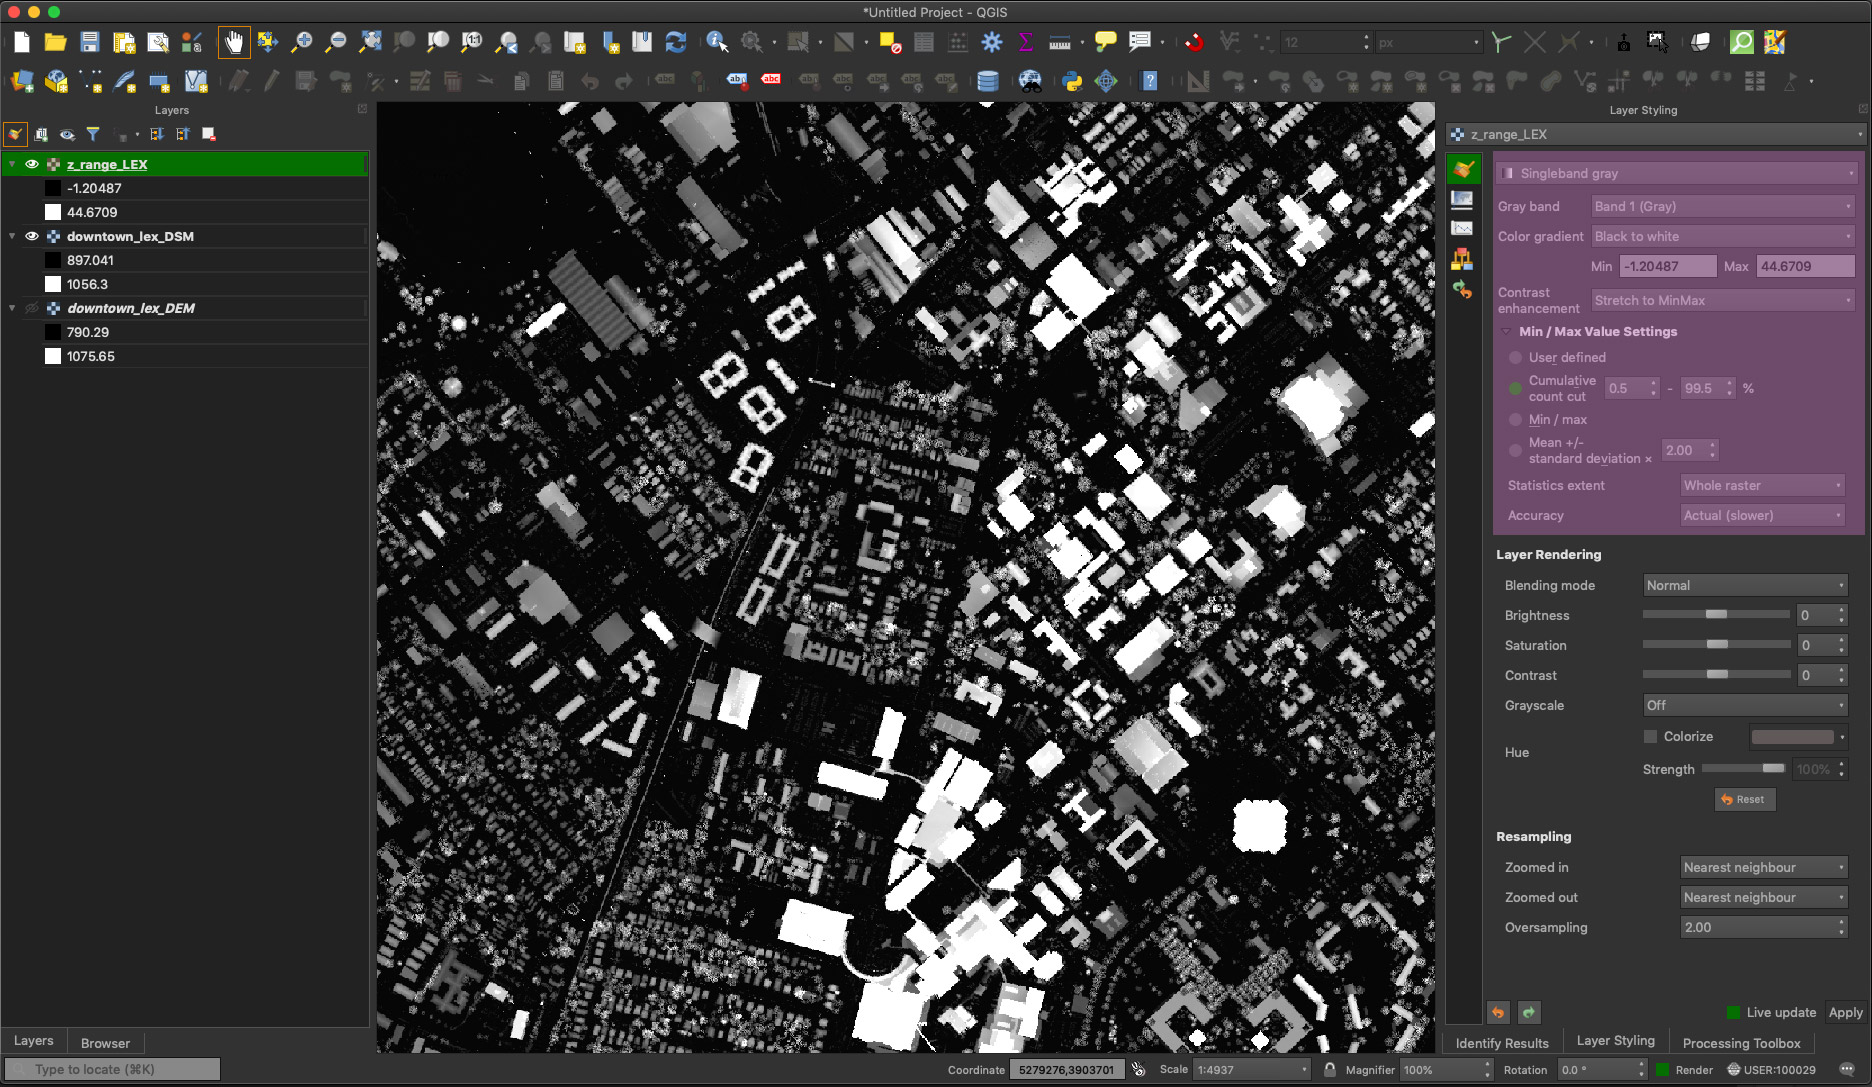 *Untitled Project - QGIS
12
px
abc
abc
abc
Layers
z_range_LEX
-1.20487
44.6709
downtown_lex_DSM
897.041
1056.3
downtown_lex_DEM
790.29
1075.65
Layers
Browser
Type to locate (⌘K)
Layer Styling
z_range_LEX
Singleband gray
Gray band
Band 1 (Gray)
Color gradient
Black to white
Min
-1.20487
Max
44.6709
Contrast enhancement
Stretch to MinMax
Min / Max Value Settings
User defined
Cumulative count cut
0.5
-
99.5
%
Min / max
Mean +/- standard deviation ×
2.00
Statistics extent
Whole raster
Accuracy
Actual (slower)
Layer Rendering
Blending mode
Normal
Brightness
0
Saturation
0
Contrast
0
Grayscale
Off
Hue
Colorize
Strength
100%
Reset
Resampling
Zoomed in
Nearest neighbour
Zoomed out
Nearest neighbour
Oversampling
2.00
Live update
Apply
Identify Results
Layer Styling
Processing Toolbox
Coordinate
5279276,3903701
Scale
1:4937
Magnifier
100%
Rotation
0.0 °
Render
USER:100029